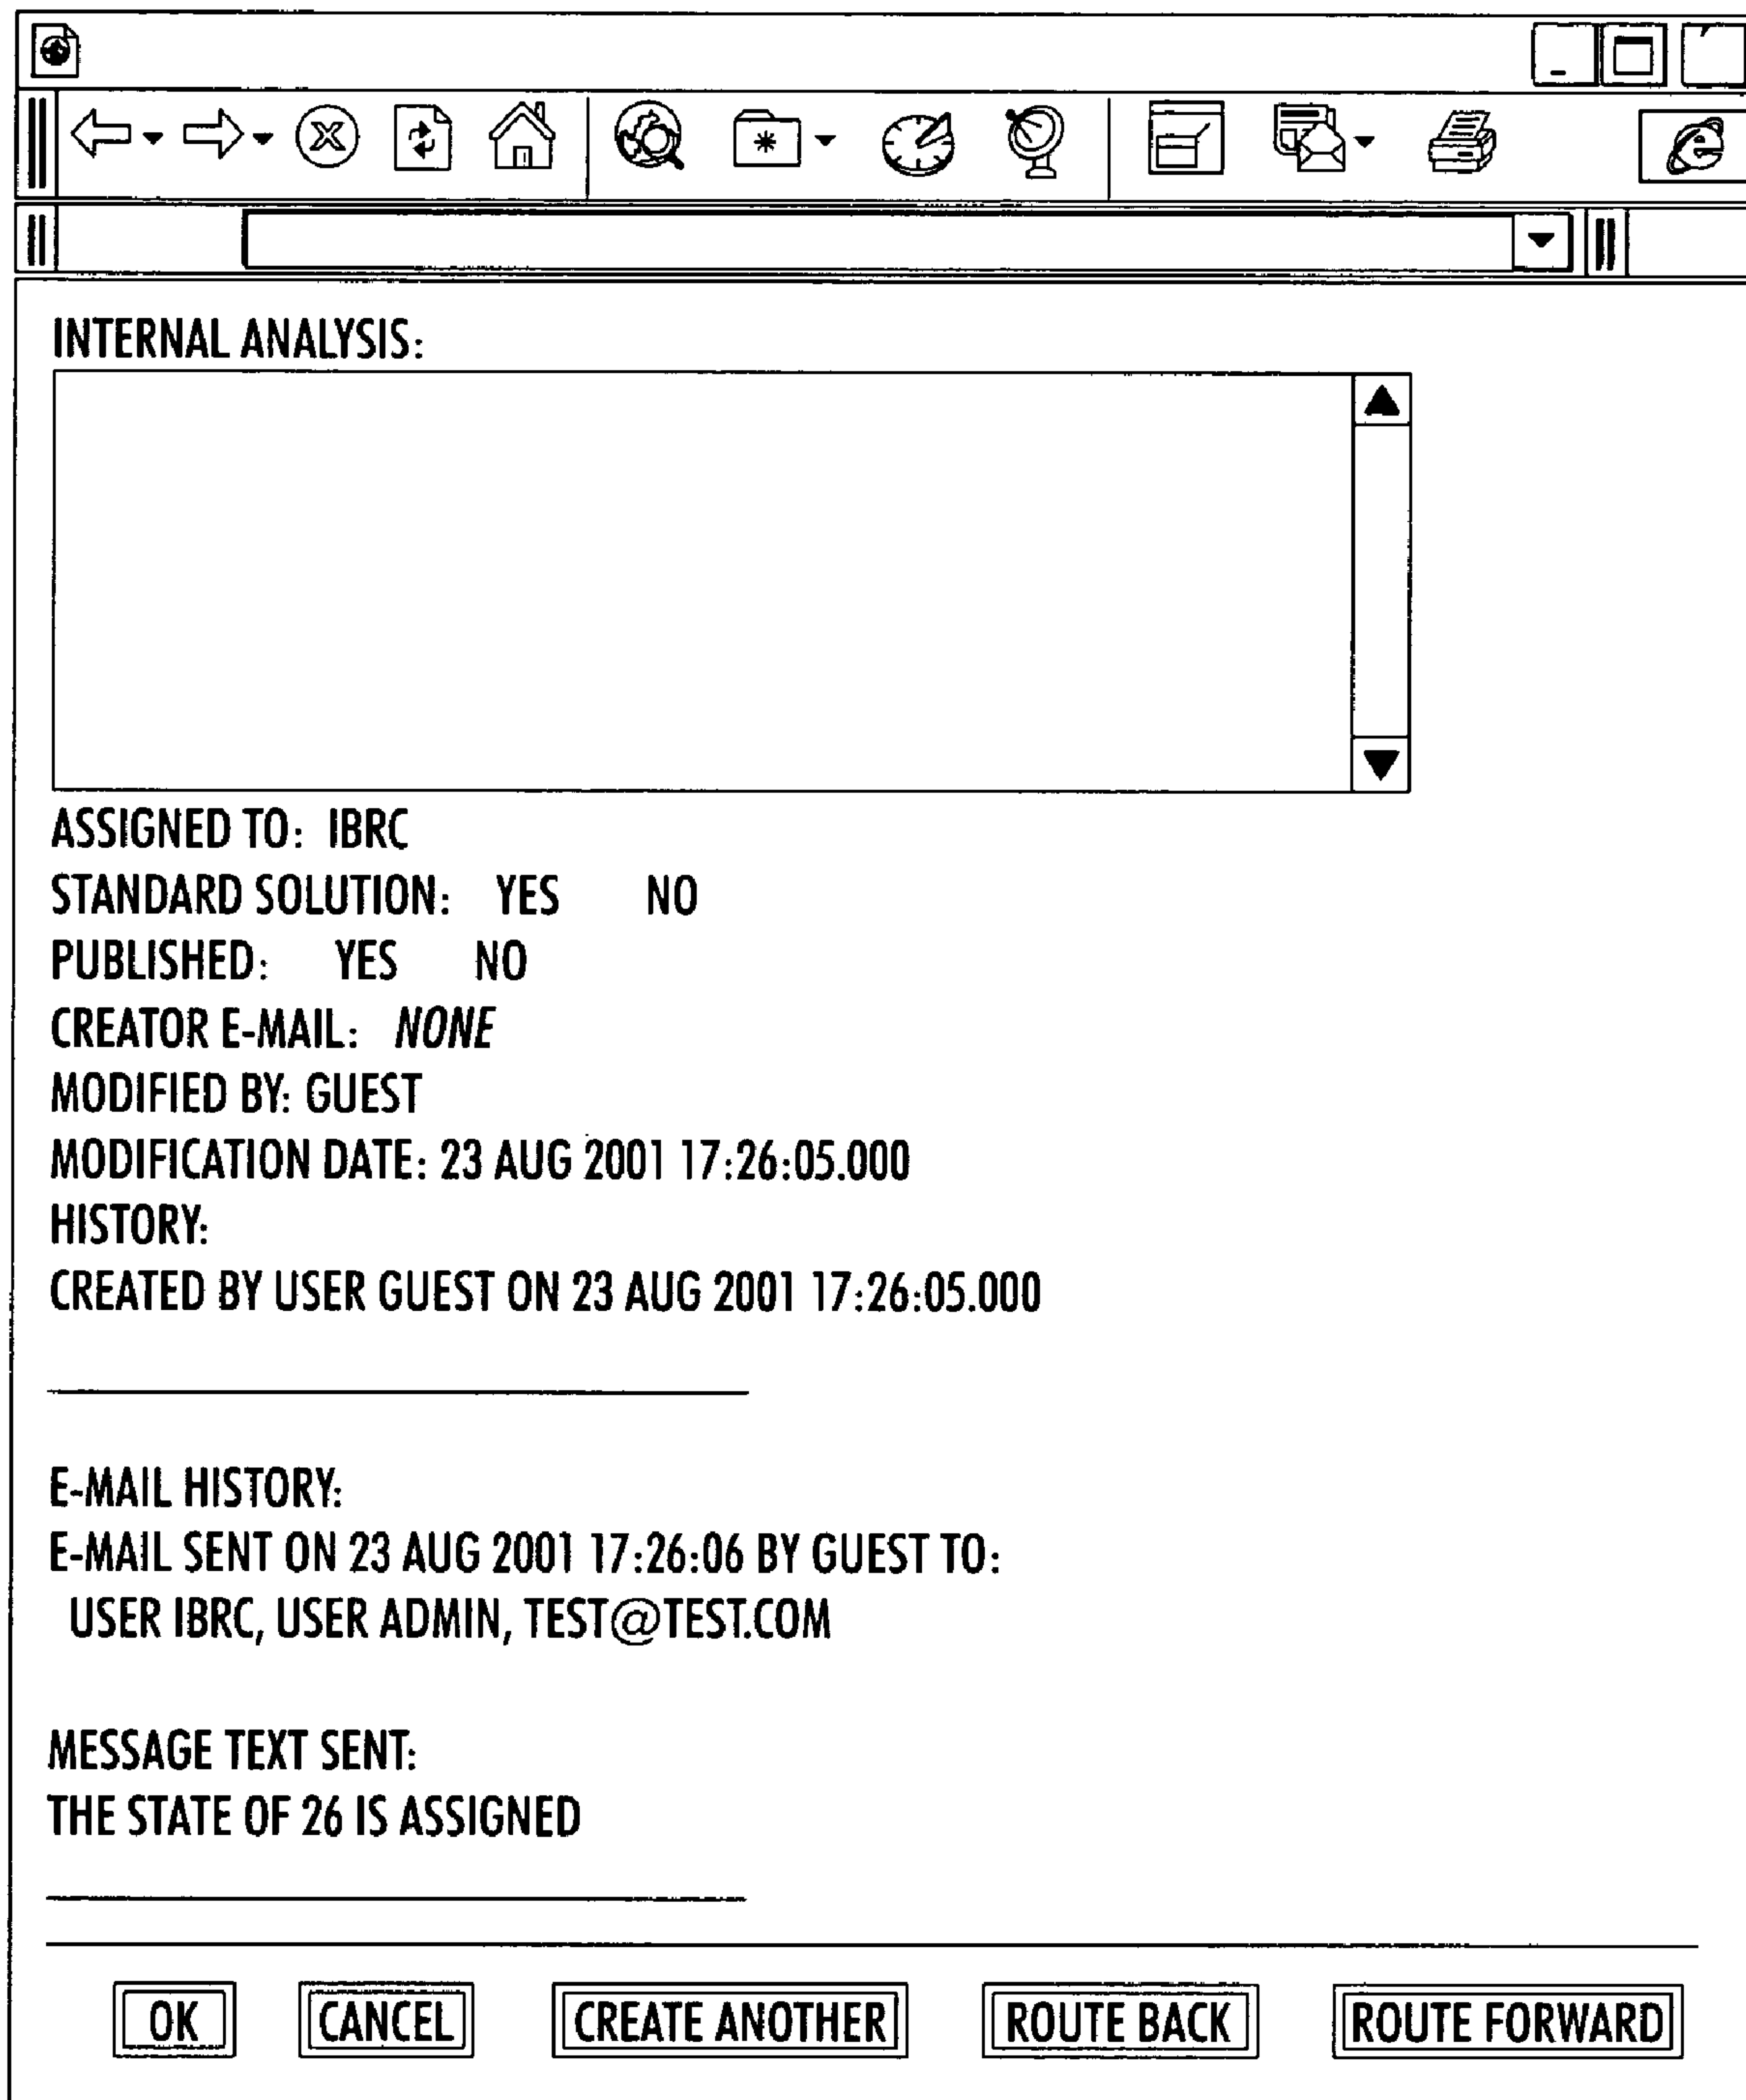 INTERNAL ANALYSIS:
ASSIGNED TO: IBRC
STANDARD SOLUTION: YES NO
PUBLISHED: YES NO
CREATOR E-MAIL: NONE
MODIFIED BY: GUEST
MODIFICATION DATE: 23 AUG 2001 17:26:05.000
HISTORY:
CREATED BY USER GUEST ON 23 AUG 2001 17:26:05.000
E-MAIL HISTORY:
E-MAIL SENT ON 23 AUG 2001 17:26:06 BY GUEST TO:
USER IBRC, USER ADMIN, TEST@TEST.COM
MESSAGE TEXT SENT:
THE STATE OF 26 IS ASSIGNED
OK CANCEL CREATE ANOTHER ROUTE BACK ROUTE FORWARD